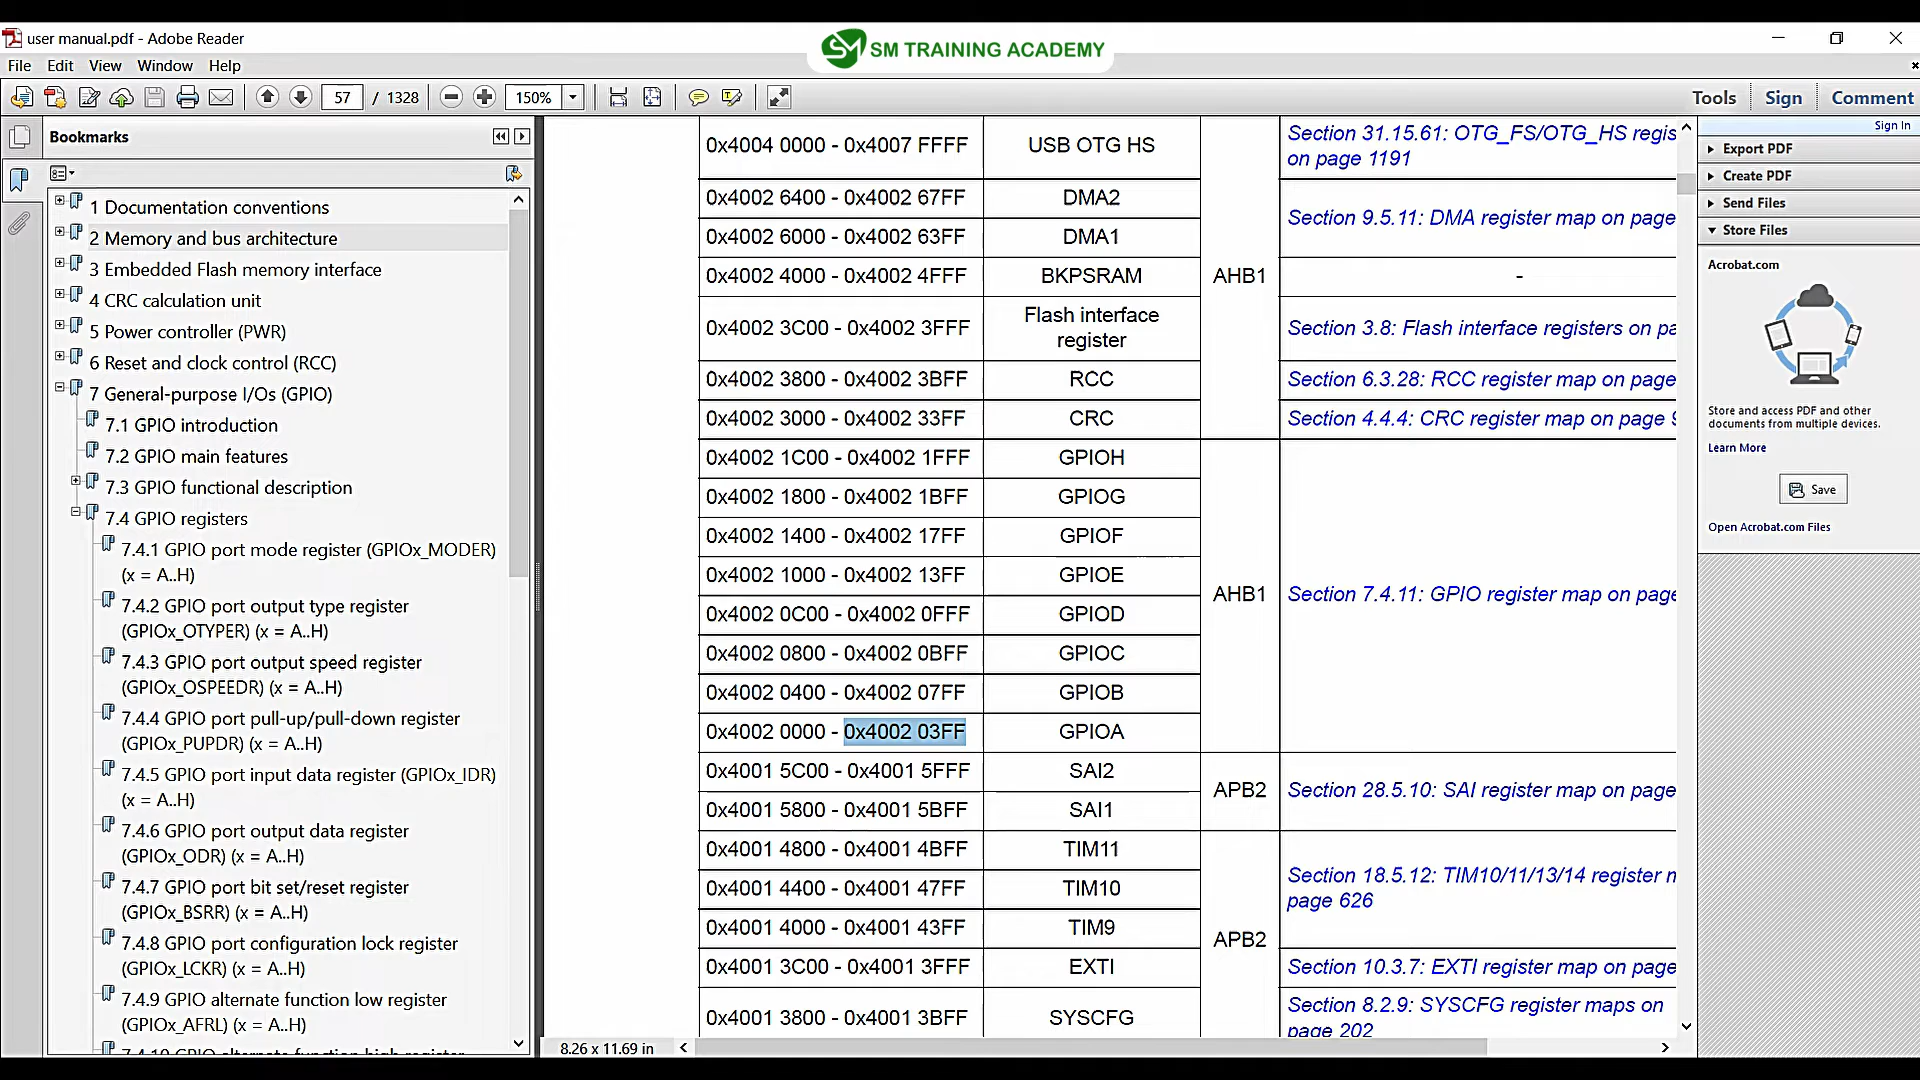 user manual.pdf - Adobe Reader
SM TRAINING ACADEMY
File Edit View Window Help
57 / 1328 150%
Tools Sign Comment
Sign In
Bookmarks
1 Documentation conventions
2 Memory and bus architecture
3 Embedded Flash memory interface
4 CRC calculation unit
5 Power controller (PWR)
6 Reset and clock control (RCC)
7 General-purpose I/Os (GPIO)
7.1 GPIO introduction
7.2 GPIO main features
7.3 GPIO functional description
7.4 GPIO registers
7.4.1 GPIO port mode register (GPIOx_MODER)
(x = A..H)
7.4.2 GPIO port output type register
(GPIOx_OTYPER) (x = A..H)
7.4.3 GPIO port output speed register
(GPIOx_OSPEEDR) (x = A..H)
7.4.4 GPIO port pull-up/pull-down register
(GPIOx_PUPDR) (x = A..H)
7.4.5 GPIO port input data register (GPIOx_IDR)
(x = A..H)
7.4.6 GPIO port output data register
(GPIOx_ODR) (x = A..H)
7.4.7 GPIO port bit set/reset register
(GPIOx_BSRR) (x = A..H)
7.4.8 GPIO port configuration lock register
(GPIOx_LCKR) (x = A..H)
7.4.9 GPIO alternate function low register
(GPIOx_AFRL) (x = A..H)
7.4.10 GPIO alternate function high register
0x4004 0000 - 0x4007 FFFF USB OTG HS Section 31.15.61: OTG_FS/OTG_HS regis
on page 1191
0x4002 6400 - 0x4002 67FF DMA2
Section 9.5.11: DMA register map on page
0x4002 6000 - 0x4002 63FF DMA1
0x4002 4000 - 0x4002 4FFF BKPSRAM AHB1 -
0x4002 3C00 - 0x4002 3FFF Flash interface
register Section 3.8: Flash interface registers on pa
0x4002 3800 - 0x4002 3BFF RCC Section 6.3.28: RCC register map on page
0x4002 3000 - 0x4002 33FF CRC Section 4.4.4: CRC register map on page 9
0x4002 1C00 - 0x4002 1FFF GPIOH
0x4002 1800 - 0x4002 1BFF GPIOG
0x4002 1400 - 0x4002 17FF GPIOF
0x4002 1000 - 0x4002 13FF GPIOE
AHB1 Section 7.4.11: GPIO register map on page
0x4002 0C00 - 0x4002 0FFF GPIOD
0x4002 0800 - 0x4002 0BFF GPIOC
0x4002 0400 - 0x4002 07FF GPIOB
0x4002 0000 - 0x4002 03FF GPIOA
0x4001 5C00 - 0x4001 5FFF SAI2
APB2 Section 28.5.10: SAI register map on page
0x4001 5800 - 0x4001 5BFF SAI1
0x4001 4800 - 0x4001 4BFF TIM11
Section 18.5.12: TIM10/11/13/14 register m
page 626
0x4001 4400 - 0x4001 47FF TIM10
0x4001 4000 - 0x4001 43FF TIM9
APB2
0x4001 3C00 - 0x4001 3FFF EXTI Section 10.3.7: EXTI register map on page
0x4001 3800 - 0x4001 3BFF SYSCFG Section 8.2.9: SYSCFG register maps on
page 202
8.26 x 11.69 in
Export PDF
Create PDF
Send Files
Store Files
Acrobat.com
Store and access PDF and other
documents from multiple devices.
Learn More
Save
Open Acrobat.com Files